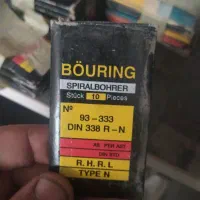 BÖURING
SPIRALBOHRER
Stück 10 Pieces
Nº 93-333
DIN 338 R-N
R.H.R.L
TYPE N